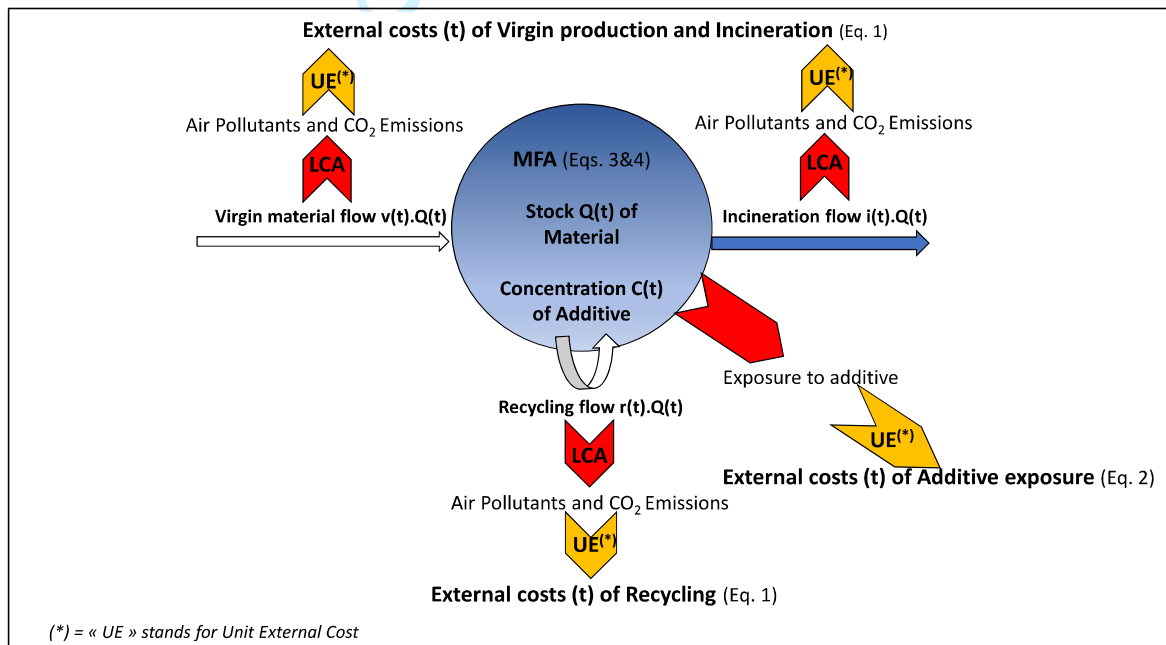 External costs (t) of Virgin production and Incineration (Eq. 1)
UE(*)
UE(*)
Air Pollutants and CO2 Emissions
Air Pollutants and CO2 Emissions
LCA
LCA
MFA (Eqs. 3&4)
Virgin material flow v(t).Q(t)
Stock Q(t) of
Material
Incineration flow i(t).Q(t)
Concentration C(t)
of Additive
Exposure to additive
Recycling flow r(t).Q(t)
UE(*)
LCA
External costs (t) of Additive exposure (Eq. 2)
Air Pollutants and CO2 Emissions
UE(*)
External costs (t) of Recycling (Eq. 1)
(*) = « UE » stands for Unit External Cost